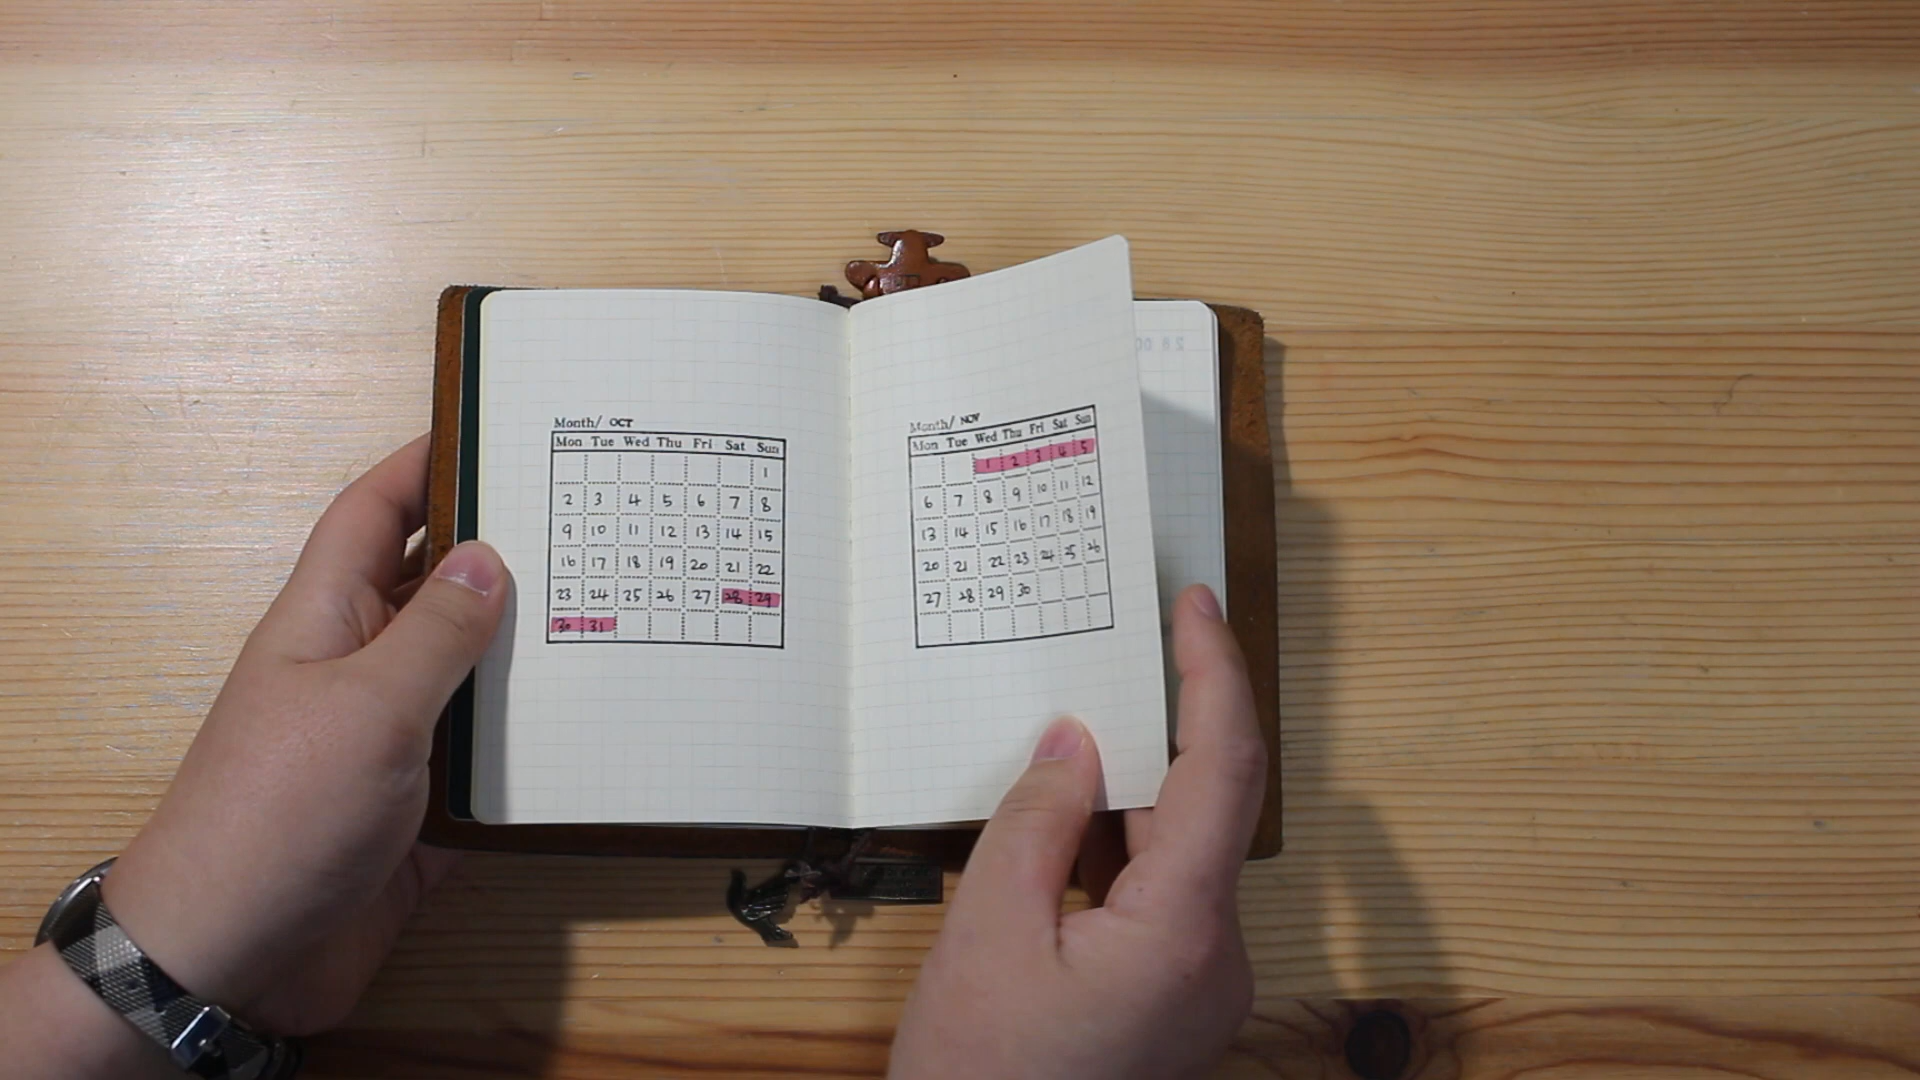 Month/ OCT
Mon Tue Wed Thu Fri Sat Sun
1
2 3 4 5 6 7 8
9 10 11 12 13 14 15
16 17 18 19 20 21 22
23 24 25 26 27 28 29
30 31
Month/ NOV
Mon Tue Wed Thu Fri Sat Sun
1 2 3 4 5
6 7 8 9 10 11 12
13 14 15 16 17 18 19
20 21 22 23 24 25 26
27 28 29 30